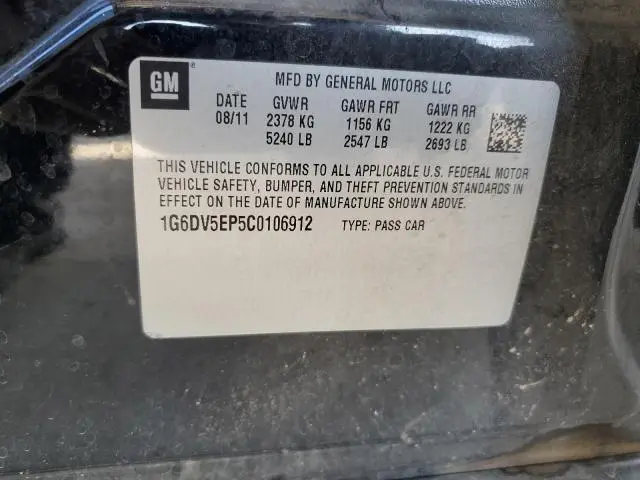 GM
MFD BY GENERAL MOTORS LLC
DATE GVWR GAWR FRT GAWR RR
08/11 2378 KG 1156 KG 1222 KG
5240 LB 2547 LB 2693 LB
THIS VEHICLE CONFORMS TO ALL APPLICABLE U.S. FEDERAL MOTOR
VEHICLE SAFETY, BUMPER, AND THEFT PREVENTION STANDARDS IN
EFFECT ON THE DATE OF MANUFACTURE SHOWN ABOVE.
1G6DV5EP5C0106912 TYPE: PASS CAR